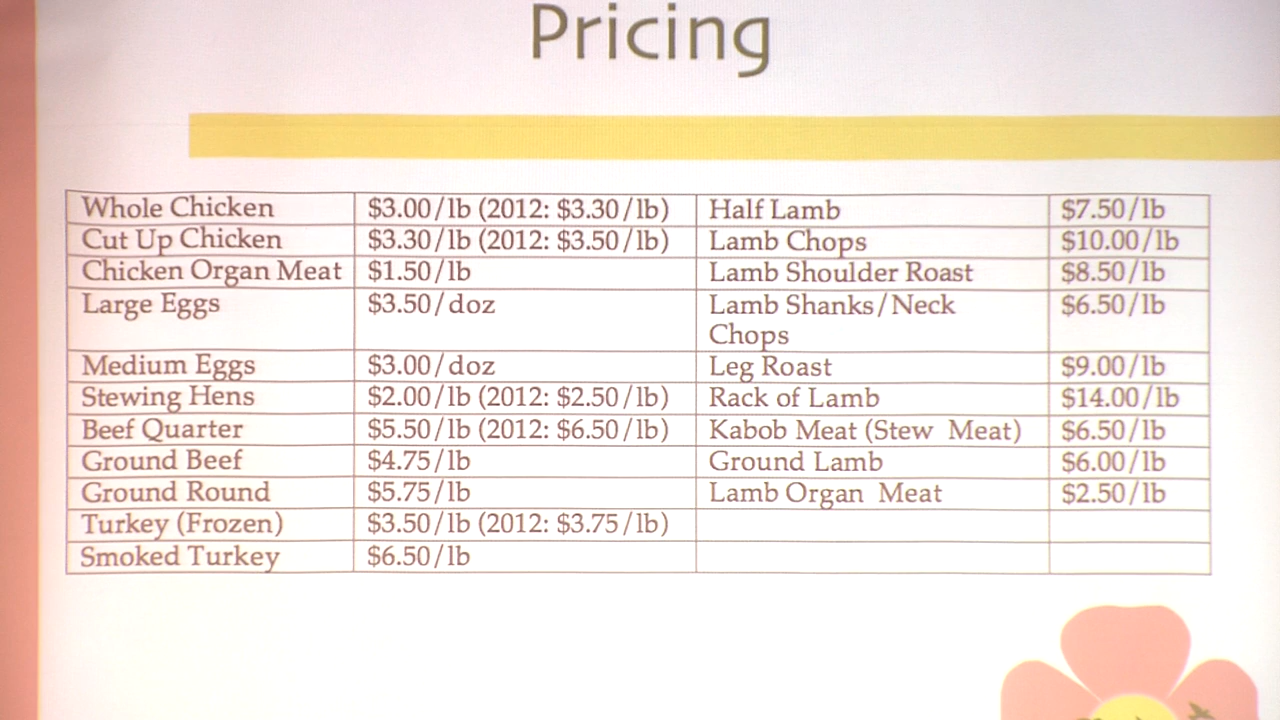 Pricing
Whole Chicken $3.00/lb (2012: $3.30/lb) Half Lamb $7.50/lb
Cut Up Chicken $3.30/lb (2012: $3.50/lb) Lamb Chops $10.00/lb
Chicken Organ Meat $1.50/lb Lamb Shoulder Roast $8.50/lb
Large Eggs $3.50/doz Lamb Shanks/Neck $6.50/lb
Chops
Medium Eggs $3.00/doz Leg Roast $9.00/lb
Stewing Hens $2.00/lb (2012: $2.50/lb) Rack of Lamb $14.00/lb
Beef Quarter $5.50/lb (2012: $6.50/lb) Kabob Meat (Stew Meat) $6.50/lb
Ground Beef $4.75/lb Ground Lamb $6.00/lb
Ground Round $5.75/lb Lamb Organ Meat $2.50/lb
Turkey (Frozen) $3.50/lb (2012: $3.75/lb)
Smoked Turkey $6.50/lb